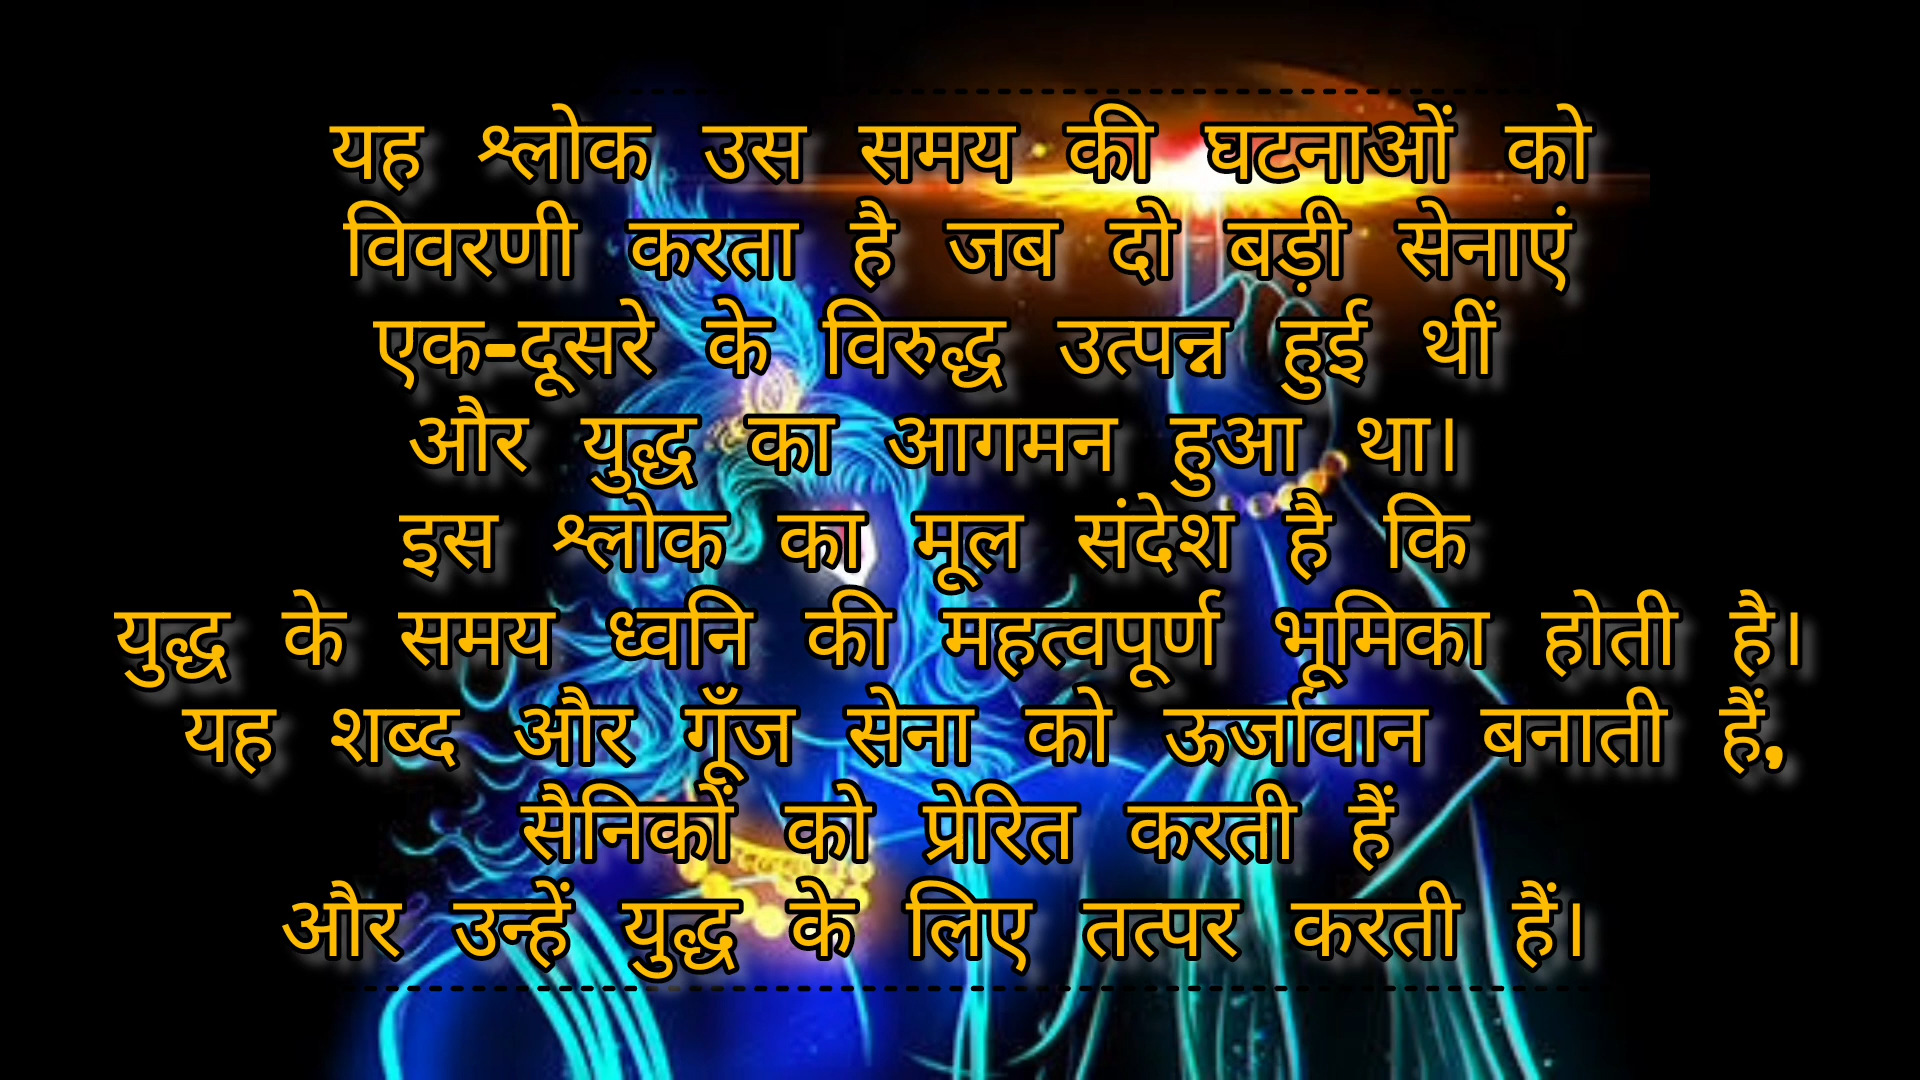 यह श्लोक उस समय की घटनाओं को
विवरणी करता है जब दो बड़ी सेनाएं
एक-दूसरे के विरुद्ध उत्पन्न हुई थीं
और युद्ध का आगमन हुआ था।
इस श्लोक का मूल संदेश है कि
युद्ध के समय ध्वनि की महत्वपूर्ण भूमिका होती है।
यह शब्द और गूँज सेना को ऊर्जावान बनाती हैं,
सैनिकों को प्रेरित करती हैं
और उन्हें युद्ध के लिए तत्पर करती हैं।